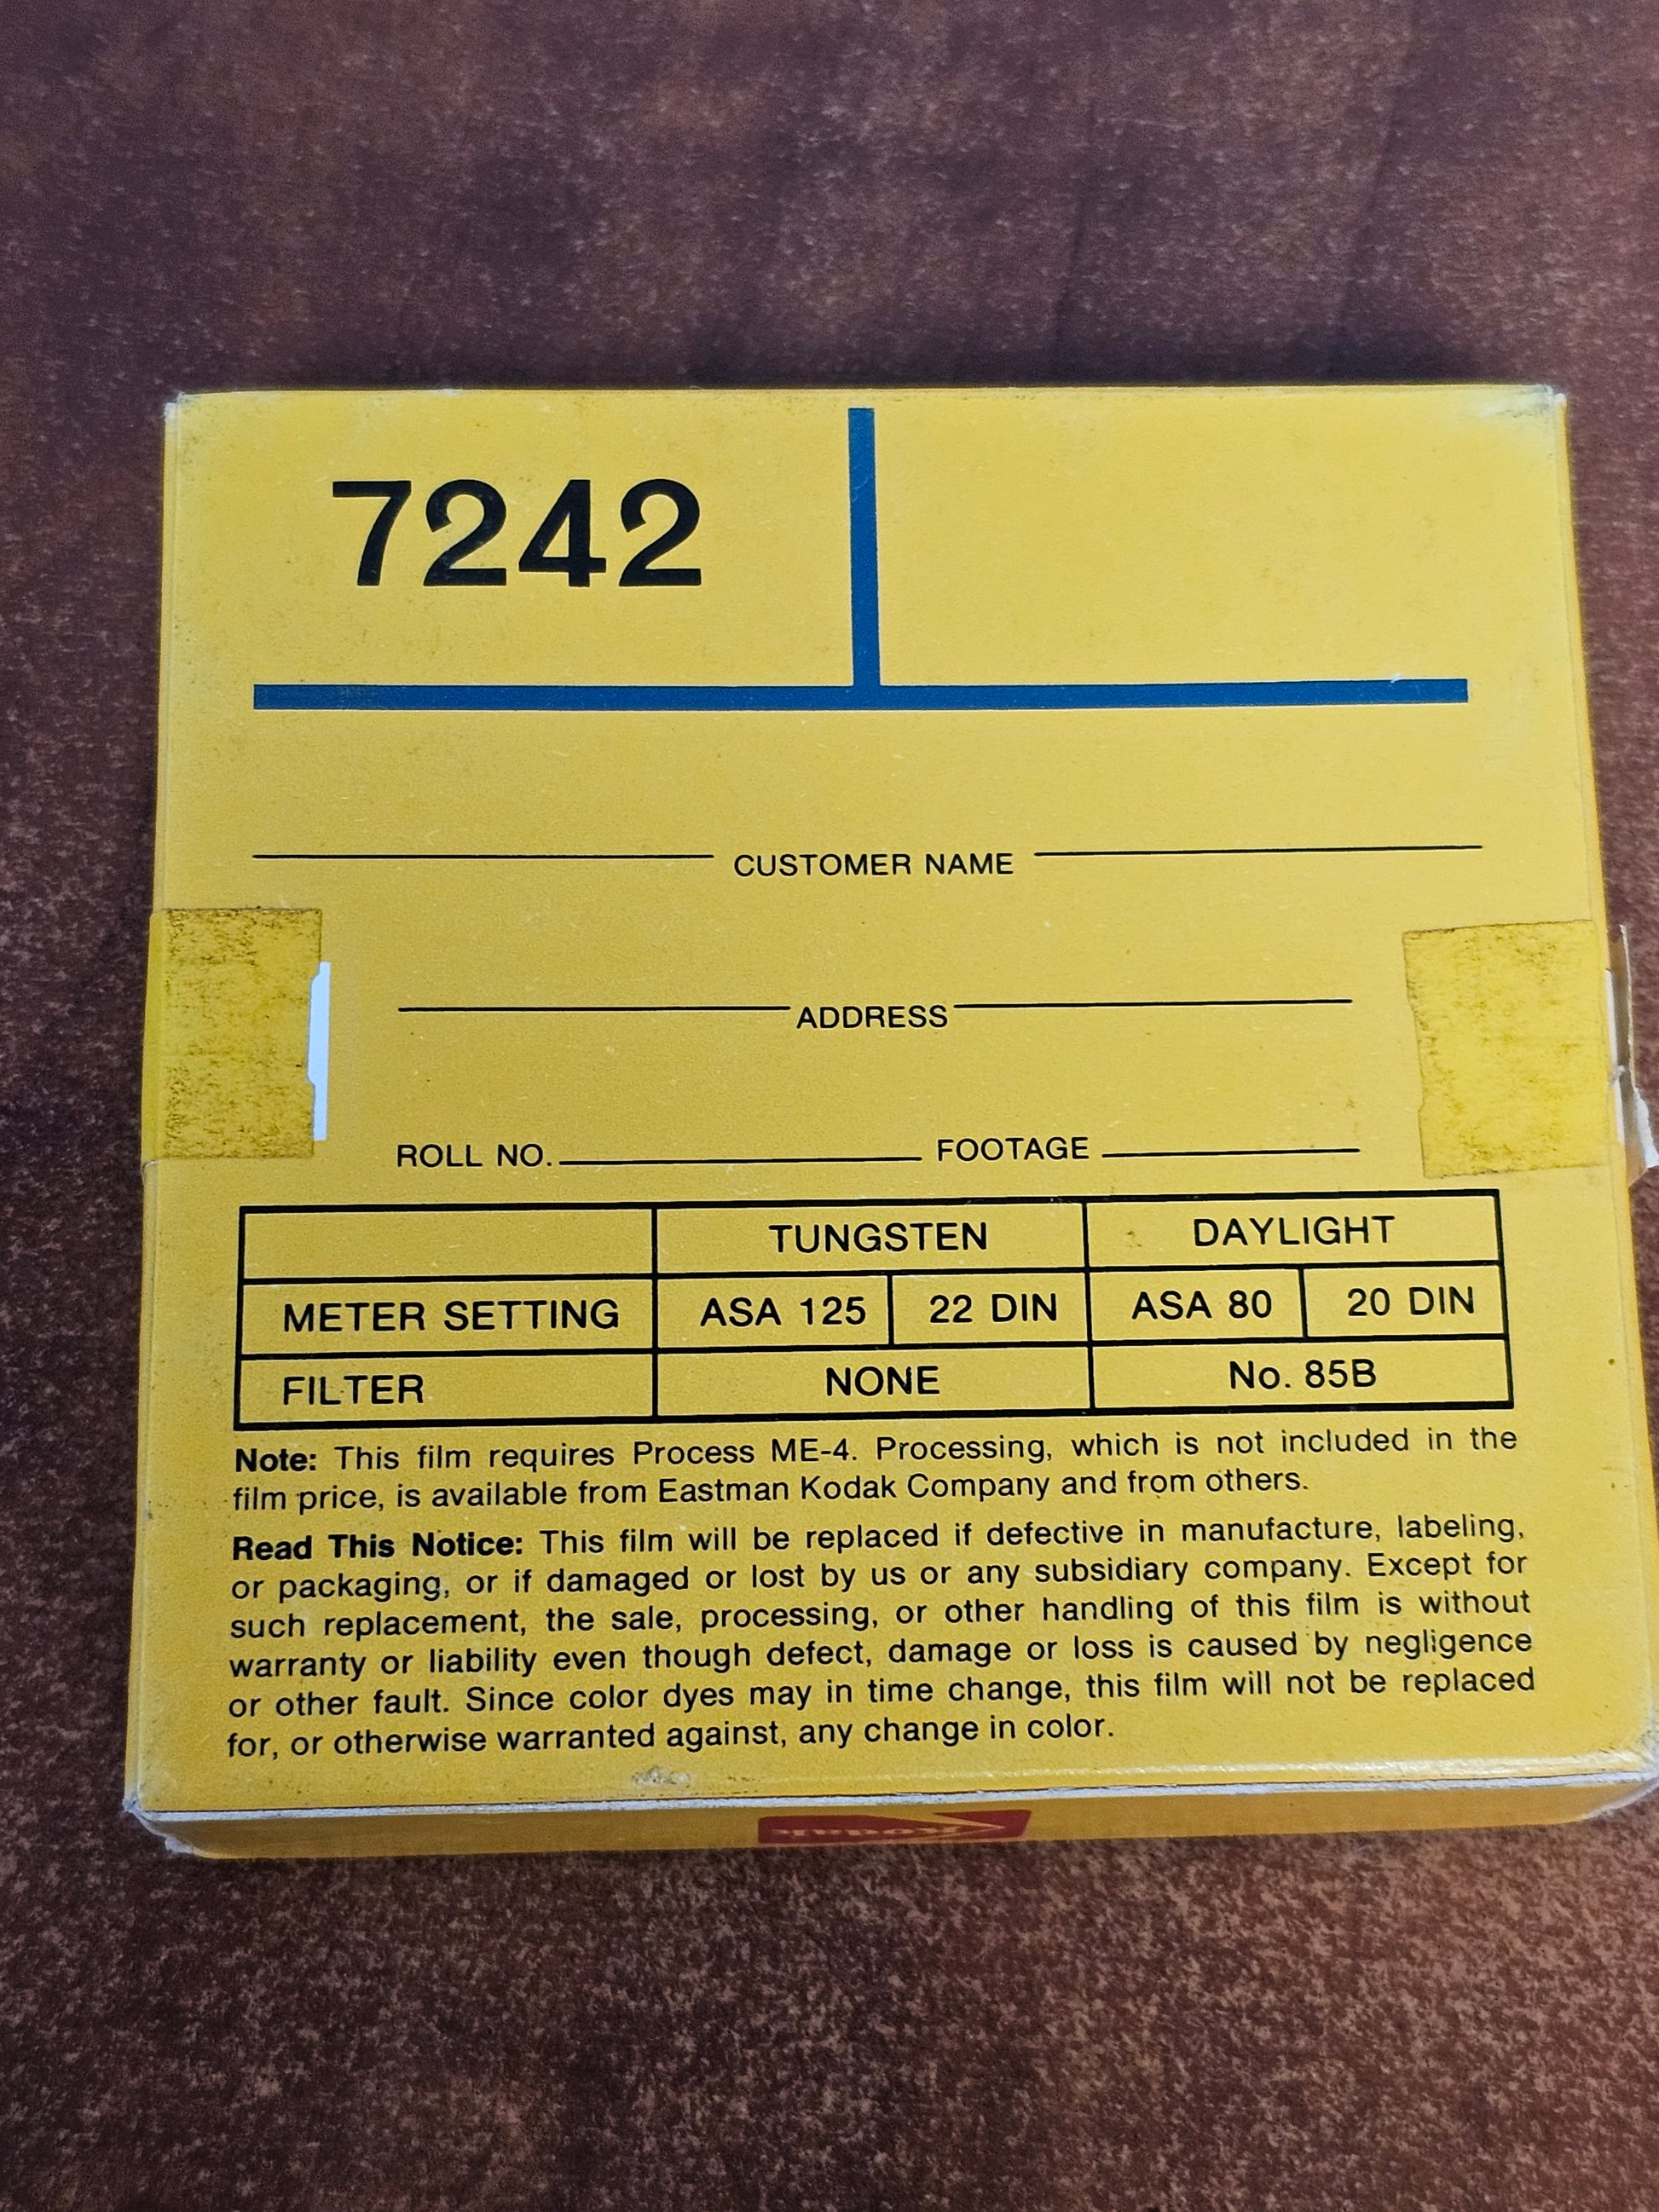 7242
CUSTOMER NAME
ADDRESS
ROLL NO. FOOTAGE
TUNGSTEN DAYLIGHT
METER SETTING ASA 125 22 DIN ASA 80 20 DIN
FILTER NONE No. 85B
Note: This film requires Process ME-4. Processing, which is not included in the
film price, is available from Eastman Kodak Company and from others.
Read This Notice: This film will be replaced if defective in manufacture, labeling,
or packaging, or if damaged or lost by us or any subsidiary company. Except for
such replacement, the sale, processing, or other handling of this film is without
warranty or liability even though defect, damage or loss is caused by negligence
or other fault. Since color dyes may in time change, this film will not be replaced
for, or otherwise warranted against, any change in color.
Kodak